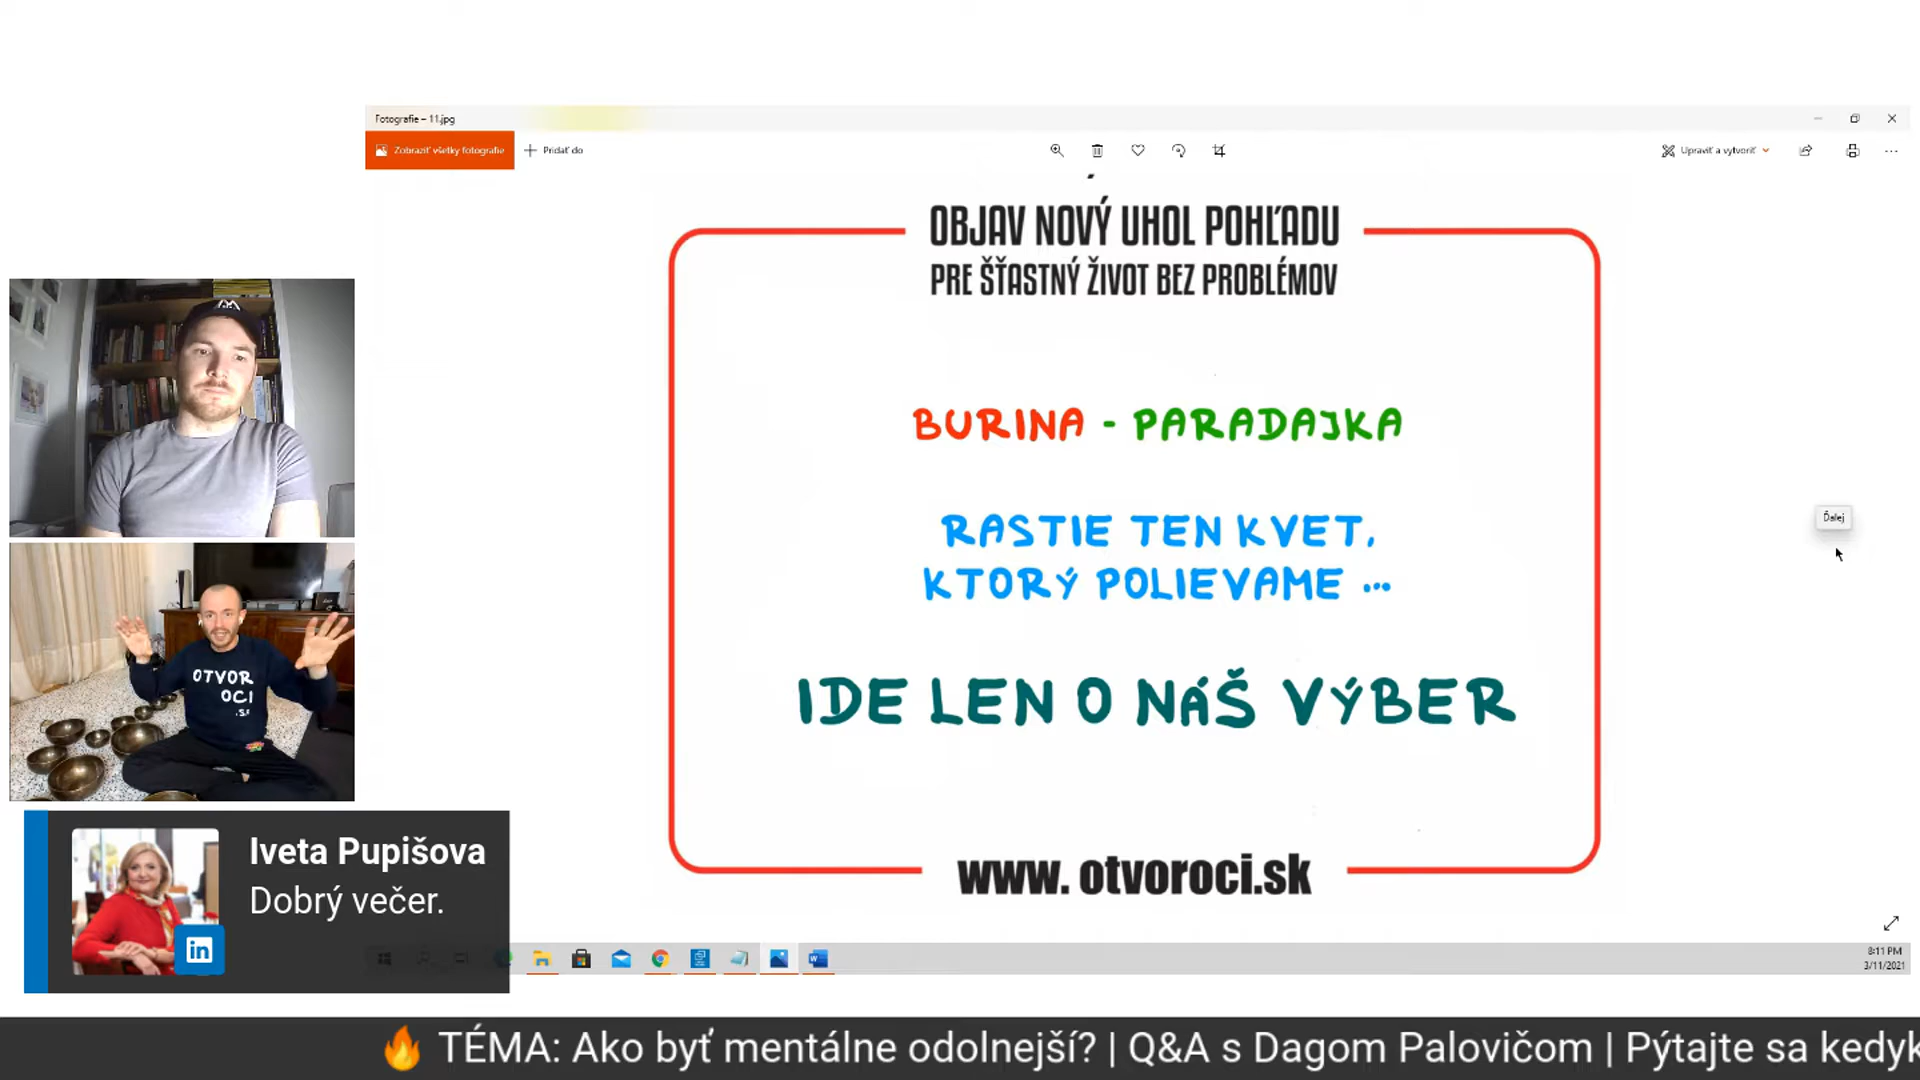 Fotografie – 11.jpg
Zobraziť všetky fotografie
Pridať do
Upraviť a vytvoriť
OBJAV NOVÝ UHOL POHĽADU
PRE ŠŤASTNÝ ŽIVOT BEZ PROBLÉMOV
BURINA - PARADAJKA
RASTIE TEN KVET,
KTORÝ POLIEVAME ...
IDE LEN O NÁŠ VÝBER
www. otvoroci.sk
Ďalej
OTVOR
OCI
.SK
Iveta Pupišova
Dobrý večer.
in
8:11 PM
3/11/2021
TÉMA: Ako byť mentálne odolnejší? | Q&A s Dagom Palovičom | Pýtajte sa kedyk